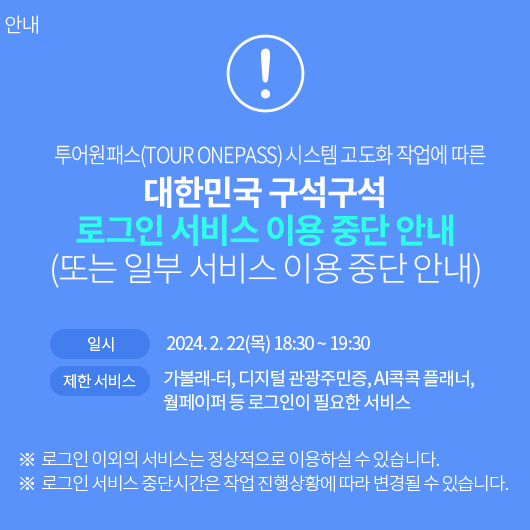 안내
!
투어원패스(TOUR ONEPASS) 시스템 고도화 작업에 따른
대한민국 구석구석
로그인 서비스 이용 중단 안내
(또는 일부 서비스 이용 중단 안내)
일시 2024. 2. 22(목) 18:30 ~ 19:30
제한 서비스 가볼래-터, 디지털 관광주민증, AI콕콕 플래너,
월페이퍼 등 로그인이 필요한 서비스
※ 로그인 이외의 서비스는 정상적으로 이용하실 수 있습니다.
※ 로그인 서비스 중단시간은 작업 진행상황에 따라 변경될 수 있습니다.